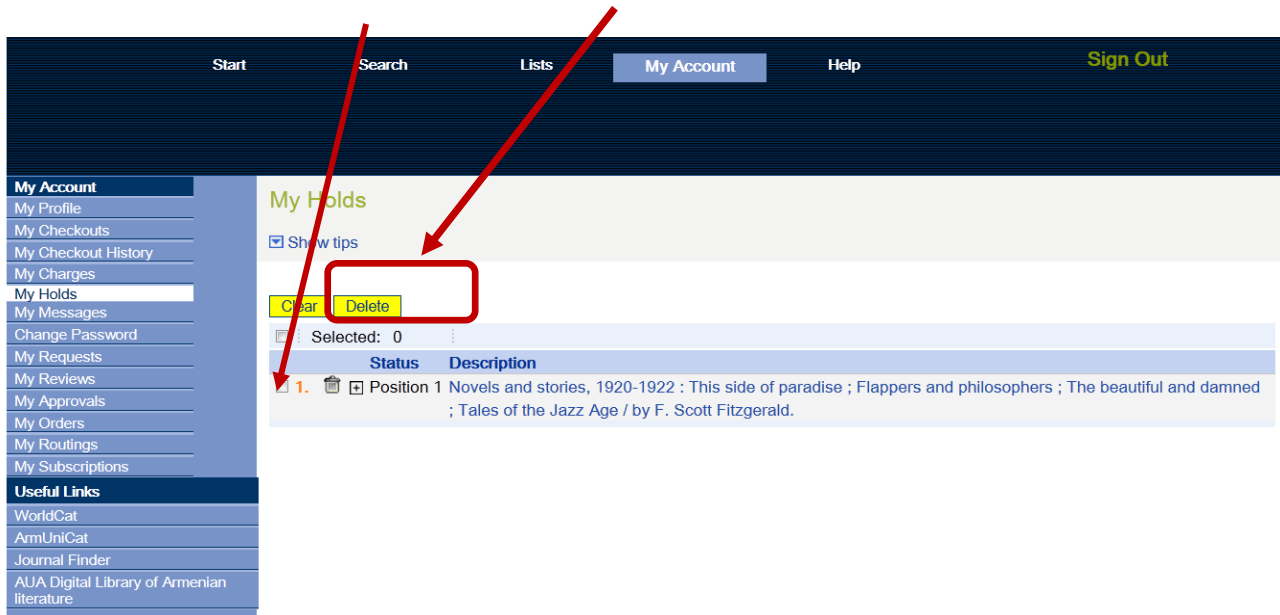 Start Search Lists My Account Help Sign Out
My Account
My Profile
My Checkouts
My Checkout History
My Charges
My Holds
My Messages
Change Password
My Requests
My Reviews
My Approvals
My Orders
My Routings
My Subscriptions
Useful Links
WorldCat
ArmUniCat
Journal Finder
AUA Digital Library of Armenian
literature
My Holds
Show tips
Clear Delete
Selected: 0
Status Description
1. Position 1 Novels and stories, 1920-1922 : This side of paradise ; Flappers and philosophers ; The beautiful and damned
; Tales of the Jazz Age / by F. Scott Fitzgerald.